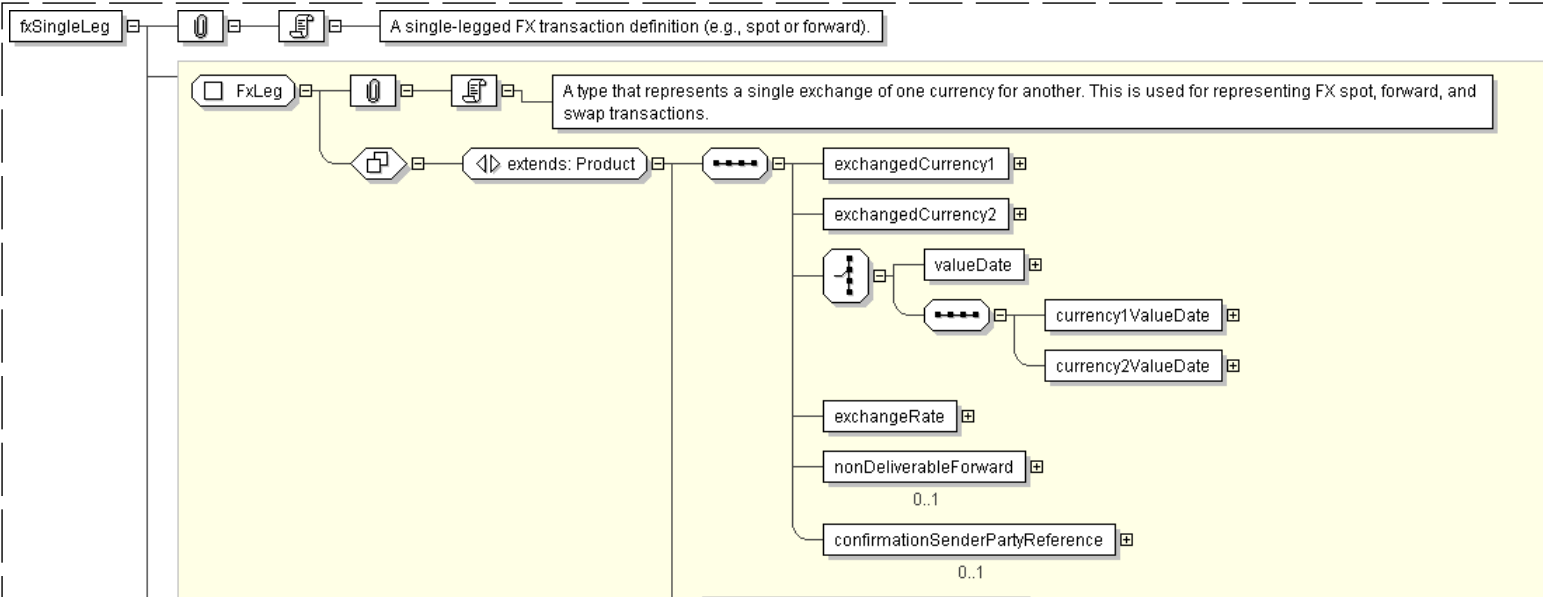 fxSingleLeg
A single-legged FX transaction definition (e.g., spot or forward).
FxLeg
A type that represents a single exchange of one currency for another. This is used for representing FX spot, forward, and
swap transactions.
extends: Product
exchangedCurrency1
exchangedCurrency2
valueDate
currency1ValueDate
currency2ValueDate
exchangeRate
nonDeliverableForward
0..1
confirmationSenderPartyReference
0..1